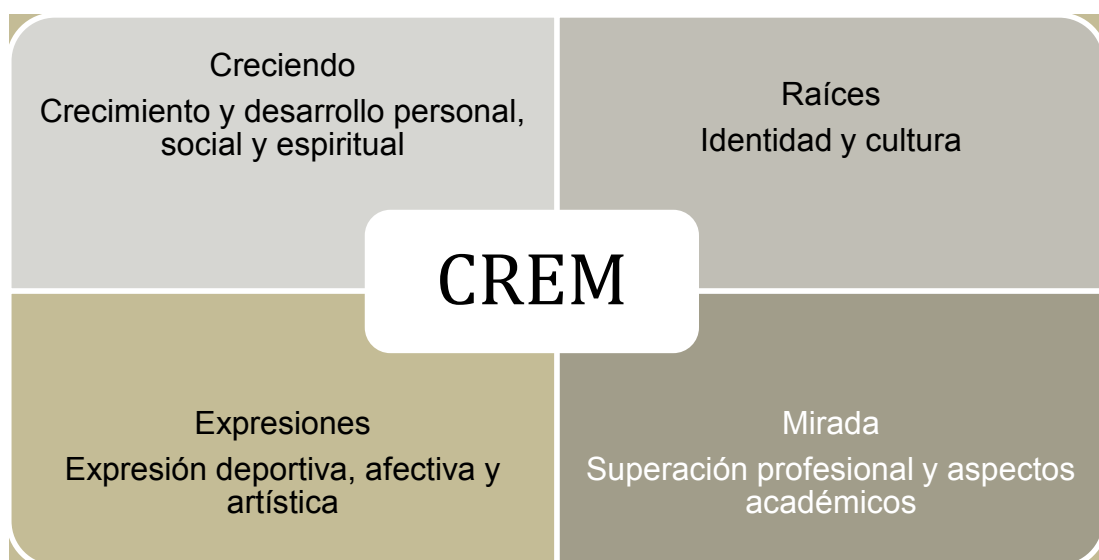 Creciendo
Crecimiento y desarrollo personal,
social y espiritual
Raíces
Identidad y cultura
CREM
Expresiones
Expresión deportiva, afectiva y
artística
Mirada
Superación profesional y aspectos
académicos